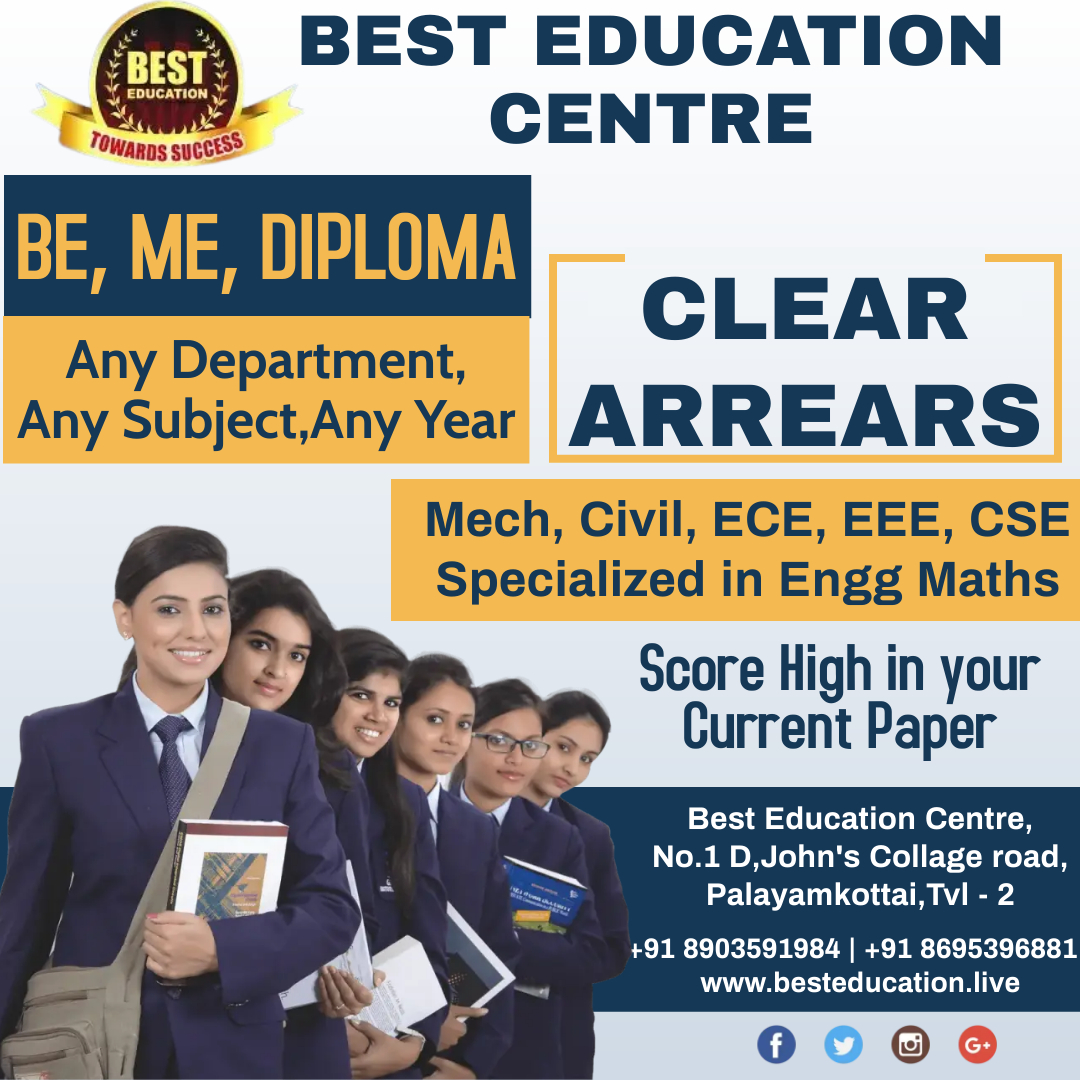 BEST
EDUCATION
TOWARDS SUCCESS
BEST EDUCATION
CENTRE
BE, ME, DIPLOMA
Any Department,
Any Subject,Any Year
CLEAR
ARREARS
Mech, Civil, ECE, EEE, CSE
Specialized in Engg Maths
Score High in your
Current Paper
Best Education Centre,
No.1 D,John's Collage road,
Palayamkottai,Tvl - 2
+91 8903591984 | +91 8695396881
www.besteducation.live
f
G+